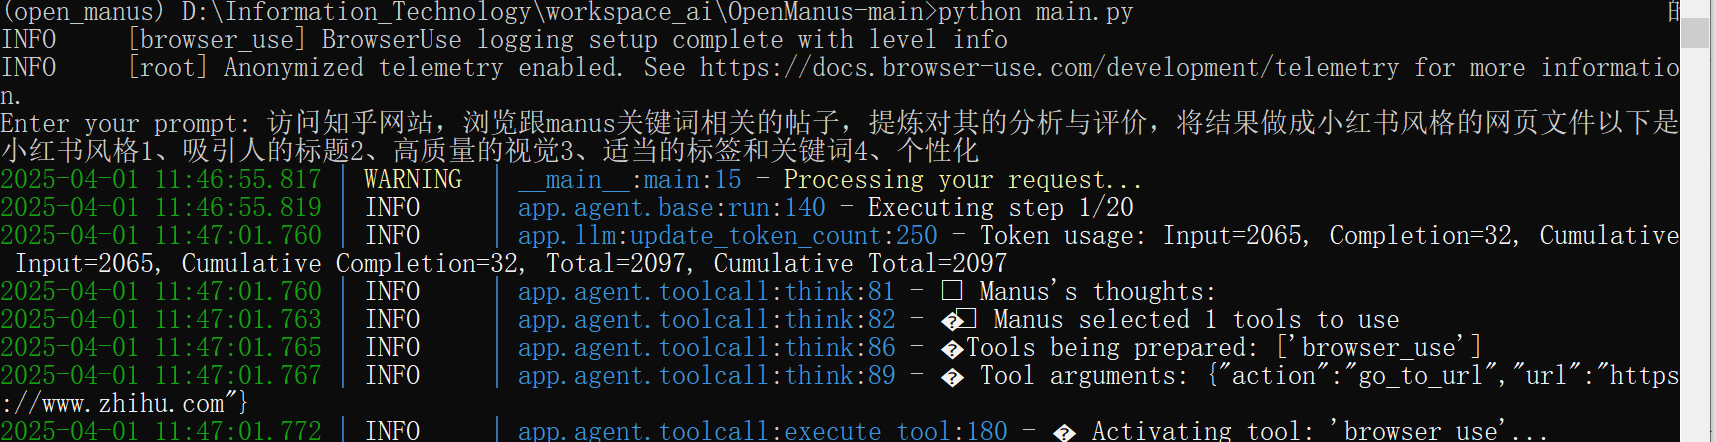 (open_manus) D:\Information_Technology\workspace_ai\OpenManus-main>python main.py
INFO     [browser_use] BrowserUse logging setup complete with level info
INFO     [root] Anonymized telemetry enabled. See https://docs.browser-use.com/development/telemetry for more informatio
n.
Enter your prompt: 访问知乎网站，浏览跟manus关键词相关的帖子，提炼对其的分析与评价，将结果做成小红书风格的网页文件以下是
小红书风格1、吸引人的标题2、高质量的视觉3、适当的标签和关键词4、个性化
2025-04-01 11:46:55.817 | WARNING  | __main__:main:15 - Processing your request...
2025-04-01 11:46:55.819 | INFO     | app.agent.base:run:140 - Executing step 1/20
2025-04-01 11:47:01.760 | INFO     | app.llm:update_token_count:250 - Token usage: Input=2065, Completion=32, Cumulative
 Input=2065, Cumulative Completion=32, Total=2097, Cumulative Total=2097
2025-04-01 11:47:01.760 | INFO     | app.agent.toolcall:think:81 - □ Manus's thoughts:
2025-04-01 11:47:01.763 | INFO     | app.agent.toolcall:think:82 - �□ Manus selected 1 tools to use
2025-04-01 11:47:01.765 | INFO     | app.agent.toolcall:think:86 - �Tools being prepared: ['browser_use']
2025-04-01 11:47:01.767 | INFO     | app.agent.toolcall:think:89 - � Tool arguments: {"action":"go_to_url","url":"https
://www.zhihu.com"}
2025-04-01 11:47:01.772 | INFO     | app.agent.toolcall:execute_tool:180 - � Activating tool: 'browser_use'...